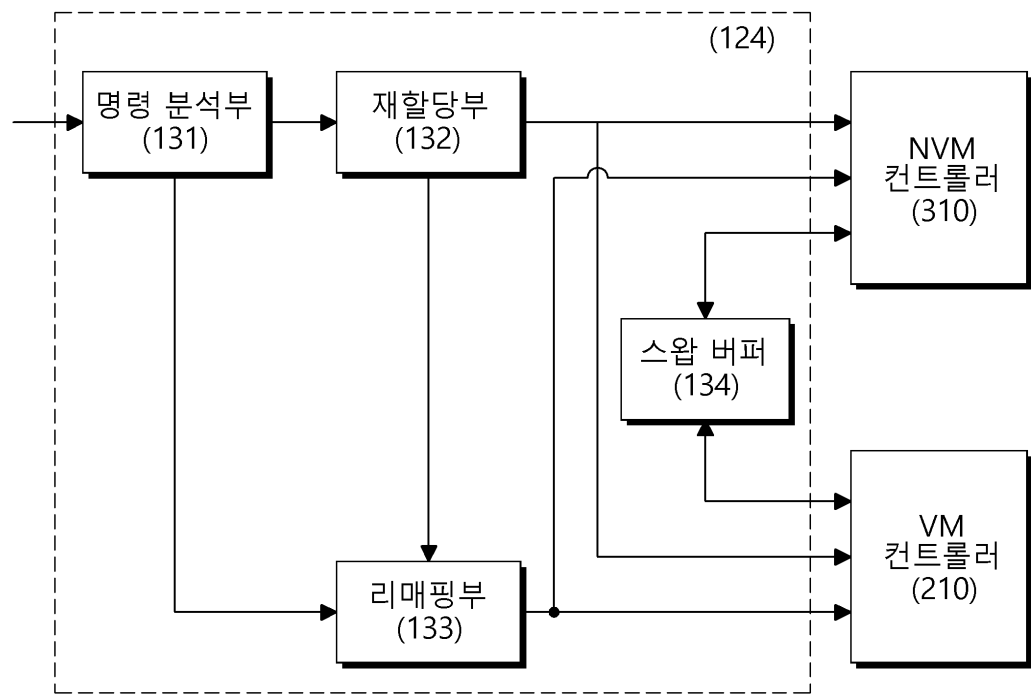 (124)
명령 분석부
(131)
재할당부
(132)
NVM
컨트롤러
(310)
스왑 버퍼
(134)
리매핑부
(133)
VM
컨트롤러
(210)